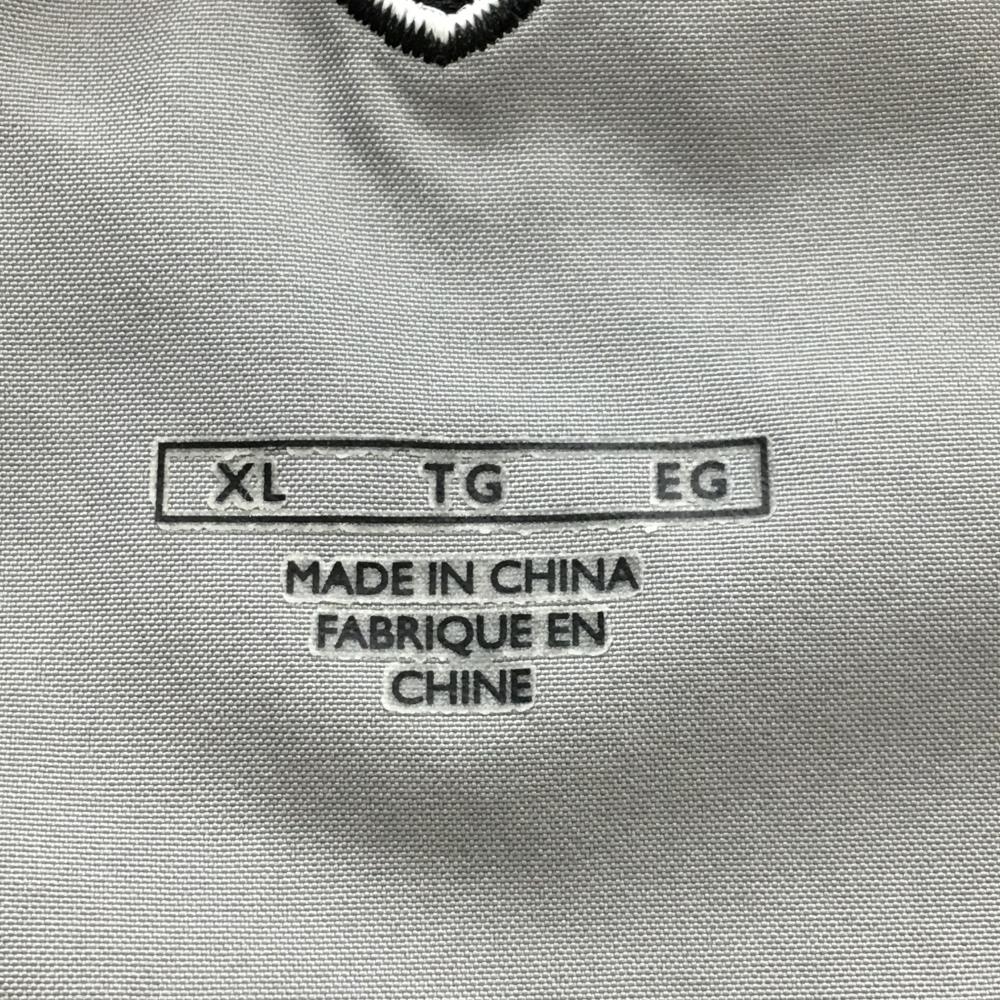 XL TG EG
MADE IN CHINA
FABRIQUE EN
CHINE